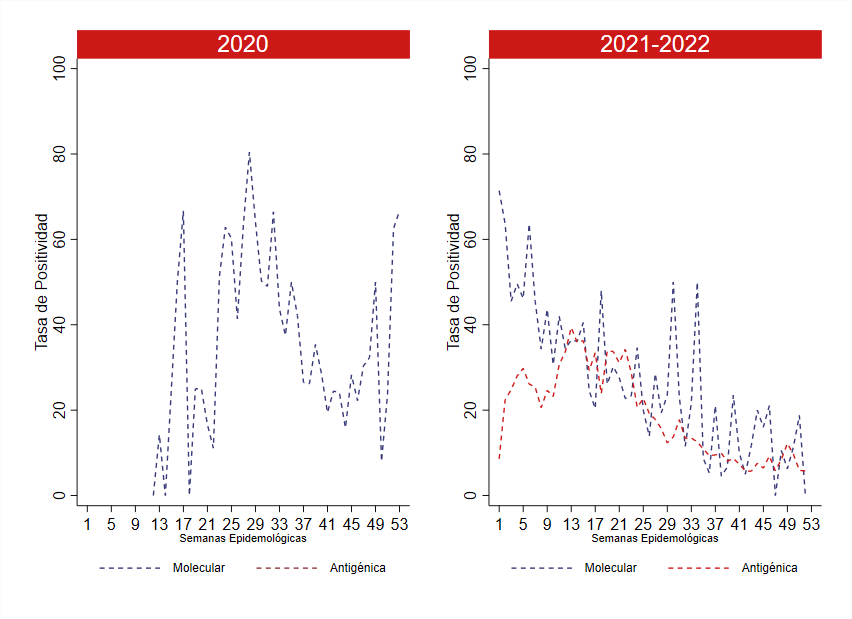 2020
Tasa de Positividad
100
80
60
40
20
0
1 5 9 13 17 21 25 29 33 37 41 45 49 53
Semanas Epidemológicas
Molecular Antigénica
2021-2022
Tasa de Positividad
100
80
60
40
20
0
1 5 9 13 17 21 25 29 33 37 41 45 49 53
Semanas Epidemológicas
Molecular Antigénica